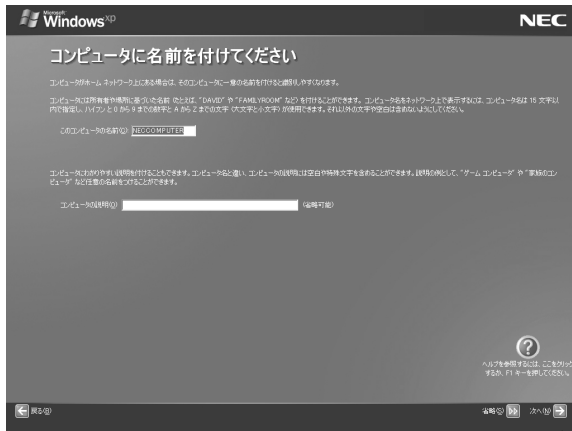 Microsoft
Windows xp
NEC
コンピュータに名前を付けてください
コンピュータがホーム ネットワーク上にある場合は、そのコンピュータに一意の名前を付けると識別しやすくなります。
コンピュータには所有者や場所に基づいた名前 (たとえば、"DAVID" や "FAMILYROOM" など) を付けることができます。コンピュータ名をネットワーク上で表示するには、コンピュータ名は 15 文字以
内で指定し、ハイフンと 0 から 9 までの数字と A から Z までの文字 (大文字と小文字) が使用できます。それ以外の文字や空白は含めないようにしてください。
このコンピュータの名前(C): NECCOMPUTER
コンピュータにわかりやすい説明を付けることもできます。コンピュータ名と違い、コンピュータの説明には空白や特殊文字を含めることができます。説明の例として、"ゲーム コンピュータ" や "家族のコン
ピュータ" など任意の名前をつけることができます。
コンピュータの説明(O): (省略可能)
ヘルプを参照するには、ここをクリック
するか、F1 キーを押してください。
戻る(B)
省略(S)
次へ(N)